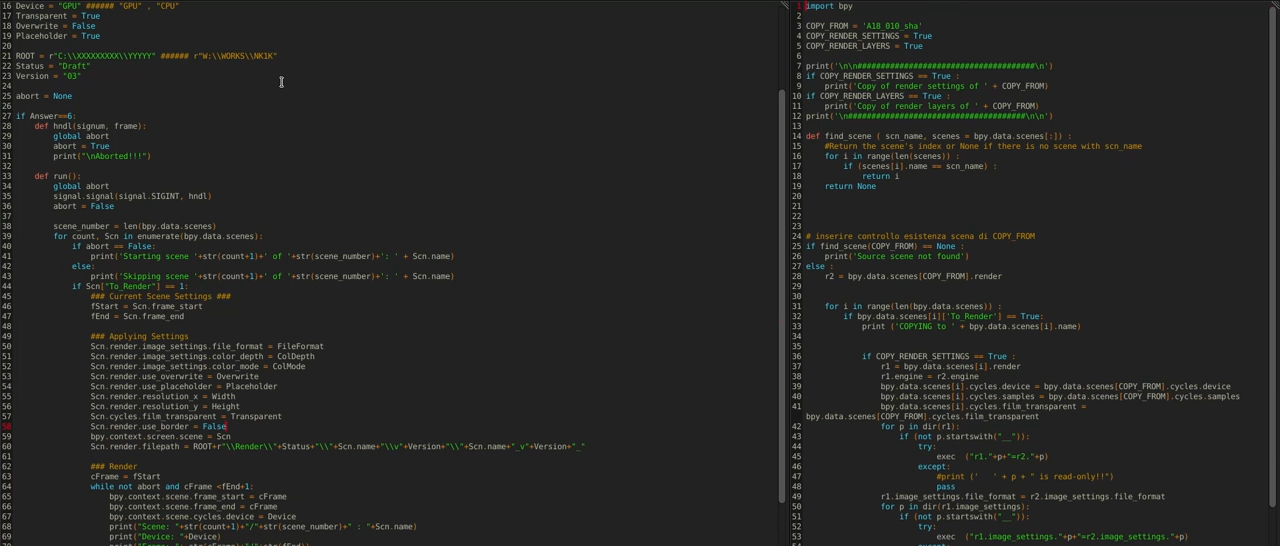 16 Device = "GPU" ###### "GPU" , "CPU"
17 Transparent = True
18 Overwrite = False
19 Placeholder = True
20
21 ROOT = r"C:\\XXXXXXXXX\\YYYYY" ###### r"W:\\WORKS\\NK1K"
22 Status = "Draft"
23 Version = "03"
24
25 abort = None
26
27 if Answer==6:
28     def hndl(signum, frame):
29         global abort
30         abort = True
31         print("\nAborted!!!")
32
33     def run():
34         global abort
35         signal.signal(signal.SIGINT, hndl)
36         abort = False
37
38         scene_number = len(bpy.data.scenes)
39         for count, Scn in enumerate(bpy.data.scenes):
40             if abort == False:
41                 print('Starting scene '+str(count+1)+' of '+str(scene_number)+': ' + Scn.name)
42             else:
43                 print('Skipping scene '+str(count+1)+' of '+str(scene_number)+': ' + Scn.name)
44             if Scn["To_Render"] == 1:
45                 ### Current Scene Settings ###
46                 fStart = Scn.frame_start
47                 fEnd = Scn.frame_end
48
49                 ### Applying Settings
50                 Scn.render.image_settings.file_format = FileFormat
51                 Scn.render.image_settings.color_depth = ColDepth
52                 Scn.render.image_settings.color_mode = ColMode
53                 Scn.render.use_overwrite = Overwrite
54                 Scn.render.use_placeholder = Placeholder
55                 Scn.render.resolution_x = Width
56                 Scn.render.resolution_y = Height
57                 Scn.cycles.film_transparent = Transparent
58                 Scn.render.use_border = False
59                 bpy.context.screen.scene = Scn
60                 Scn.render.filepath = ROOT+r"\\Render\\"+Status+"\\"+Scn.name+"\\v"+Version+"\\"+Scn.name+"_v"+Version+"_"
61
62                 ### Render
63                 cFrame = fStart
64                 while not abort and cFrame <fEnd+1:
65                     bpy.context.scene.frame_start = cFrame
66                     bpy.context.scene.frame_end = cFrame
67                     bpy.context.scene.cycles.device = Device
68                     print("Scene: "+str(count+1)+"/"+str(scene_number)+" : "+Scn.name)
69                     print("Device: "+Device)
1 import bpy
2
3 COPY_FROM = 'A18_010_sha'
4 COPY_RENDER_SETTINGS = True
5 COPY_RENDER_LAYERS = True
6
7 print('\n\n######################################\n')
8 if COPY_RENDER_SETTINGS == True :
9     print('Copy of render settings of ' + COPY_FROM)
10 if COPY_RENDER_LAYERS == True :
11     print('Copy of render layers of ' + COPY_FROM)
12 print('\n######################################\n\n')
13
14 def find_scene ( scn_name, scenes = bpy.data.scenes[:]) :
15     #Return the scene's index or None if there is no scene with scn_name
16     for i in range(len(scenes)) :
17         if (scenes[i].name == scn_name) :
18             return i
19     return None
20
21
22
23
24 # inserire controllo esistenza scena di COPY_FROM
25 if find_scene(COPY_FROM) == None :
26     print('Source scene not found')
27 else :
28     r2 = bpy.data.scenes[COPY_FROM].render
29
30
31     for i in range(len(bpy.data.scenes)) :
32         if bpy.data.scenes[i]['To_Render'] == True:
33             print ('COPYING to ' + bpy.data.scenes[i].name)
34
35
36             if COPY_RENDER_SETTINGS == True :
37                 r1 = bpy.data.scenes[i].render
38                 r1.engine = r2.engine
39                 bpy.data.scenes[i].cycles.device = bpy.data.scenes[COPY_FROM].cycles.device
40                 bpy.data.scenes[i].cycles.samples = bpy.data.scenes[COPY_FROM].cycles.samples
41                 bpy.data.scenes[i].cycles.film_transparent =
bpy.data.scenes[COPY_FROM].cycles.film_transparent
42                 for p in dir(r1):
43                     if (not p.startswith("__")):
44                         try:
45                             exec  ("r1."+p+"=r2."+p)
46                         except:
47                             #print ('   ' + p + " is read-only!!")
48                             pass
49                 r1.image_settings.file_format = r2.image_settings.file_format
50                 for p in dir(r1.image_settings):
51                     if (not p.startswith("__")):
52                         try:
53                             exec  ("r1.image_settings."+p+"=r2.image_settings."+p)